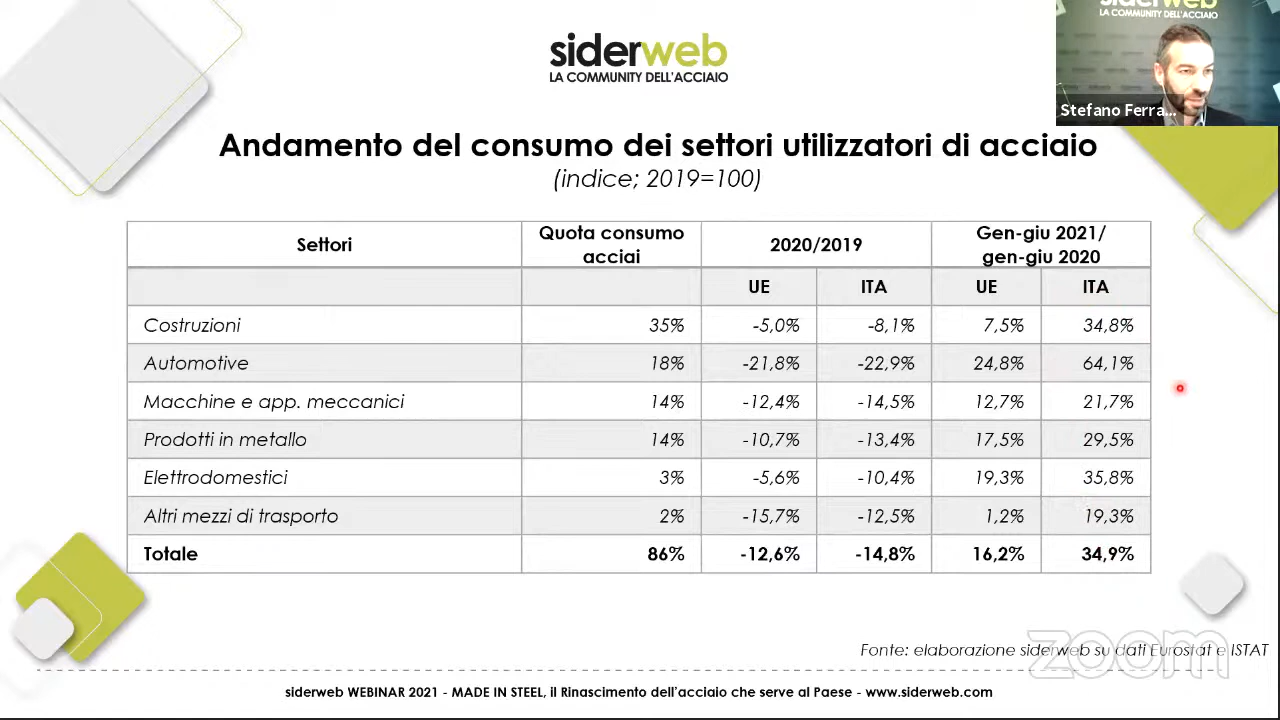 siderweb
LA COMMUNITY DELL'ACCIAIO
siderweb
LA COMMUNITY DELL'ACCIAIO
Stefano Ferra...
Andamento del consumo dei settori utilizzatori di acciaio
(indice; 2019=100)
Settori Quota consumo acciai 2020/2019 Gen-giu 2021/ gen-giu 2020
UE ITA UE ITA
Costruzioni 35% -5,0% -8,1% 7,5% 34,8%
Automotive 18% -21,8% -22,9% 24,8% 64,1%
Macchine e app. meccanici 14% -12,4% -14,5% 12,7% 21,7%
Prodotti in metallo 14% -10,7% -13,4% 17,5% 29,5%
Elettrodomestici 3% -5,6% -10,4% 19,3% 35,8%
Altri mezzi di trasporto 2% -15,7% -12,5% 1,2% 19,3%
Totale 86% -12,6% -14,8% 16,2% 34,9%
Fonte: elaborazione siderweb su dati Eurostat e ISTAT
zoom
siderweb WEBINAR 2021 - MADE IN STEEL, il Rinascimento dell'acciaio che serve al Paese - www.siderweb.com